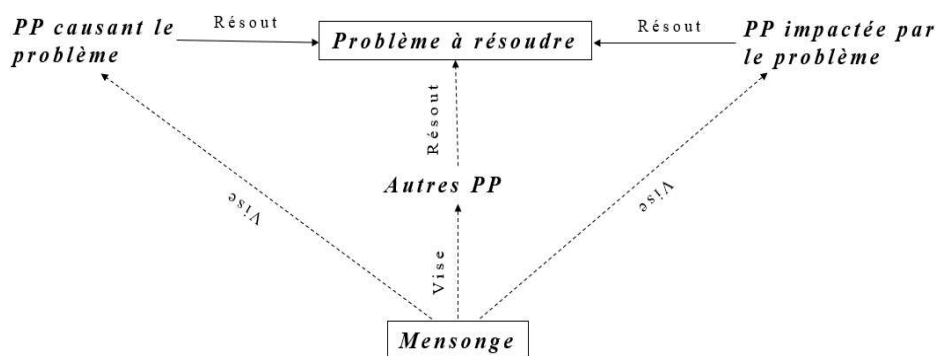 PP causant le
problème
Résout
Problème à résoudre
Résout
PP impactée par
le problème
Résout
Autres PP
Vise
Vise
Vise
Mensonge